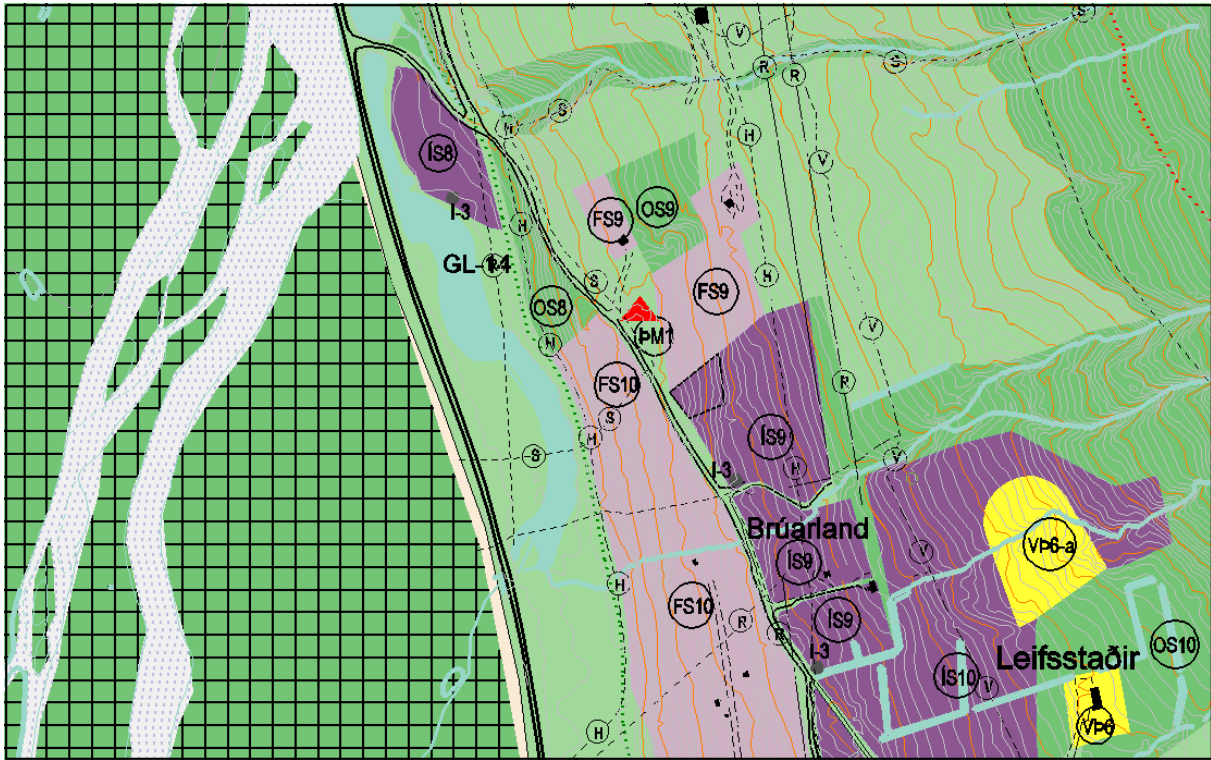 S
V
R
R
S
H
S
V
H
ÍS8
I-3
FS9
OS9
H
GL-14
R
S
H
FS9
OS8
ÞM1
V
H
FS10
R
S
H
ÍS9
S
I-3
H
V
Brúarland
ÍS9
V
VÞ6-a
H
FS10
R
R
ÍS9
I-3
Leifsstaðir
OS10
ÍS10
V
H
VÞ6